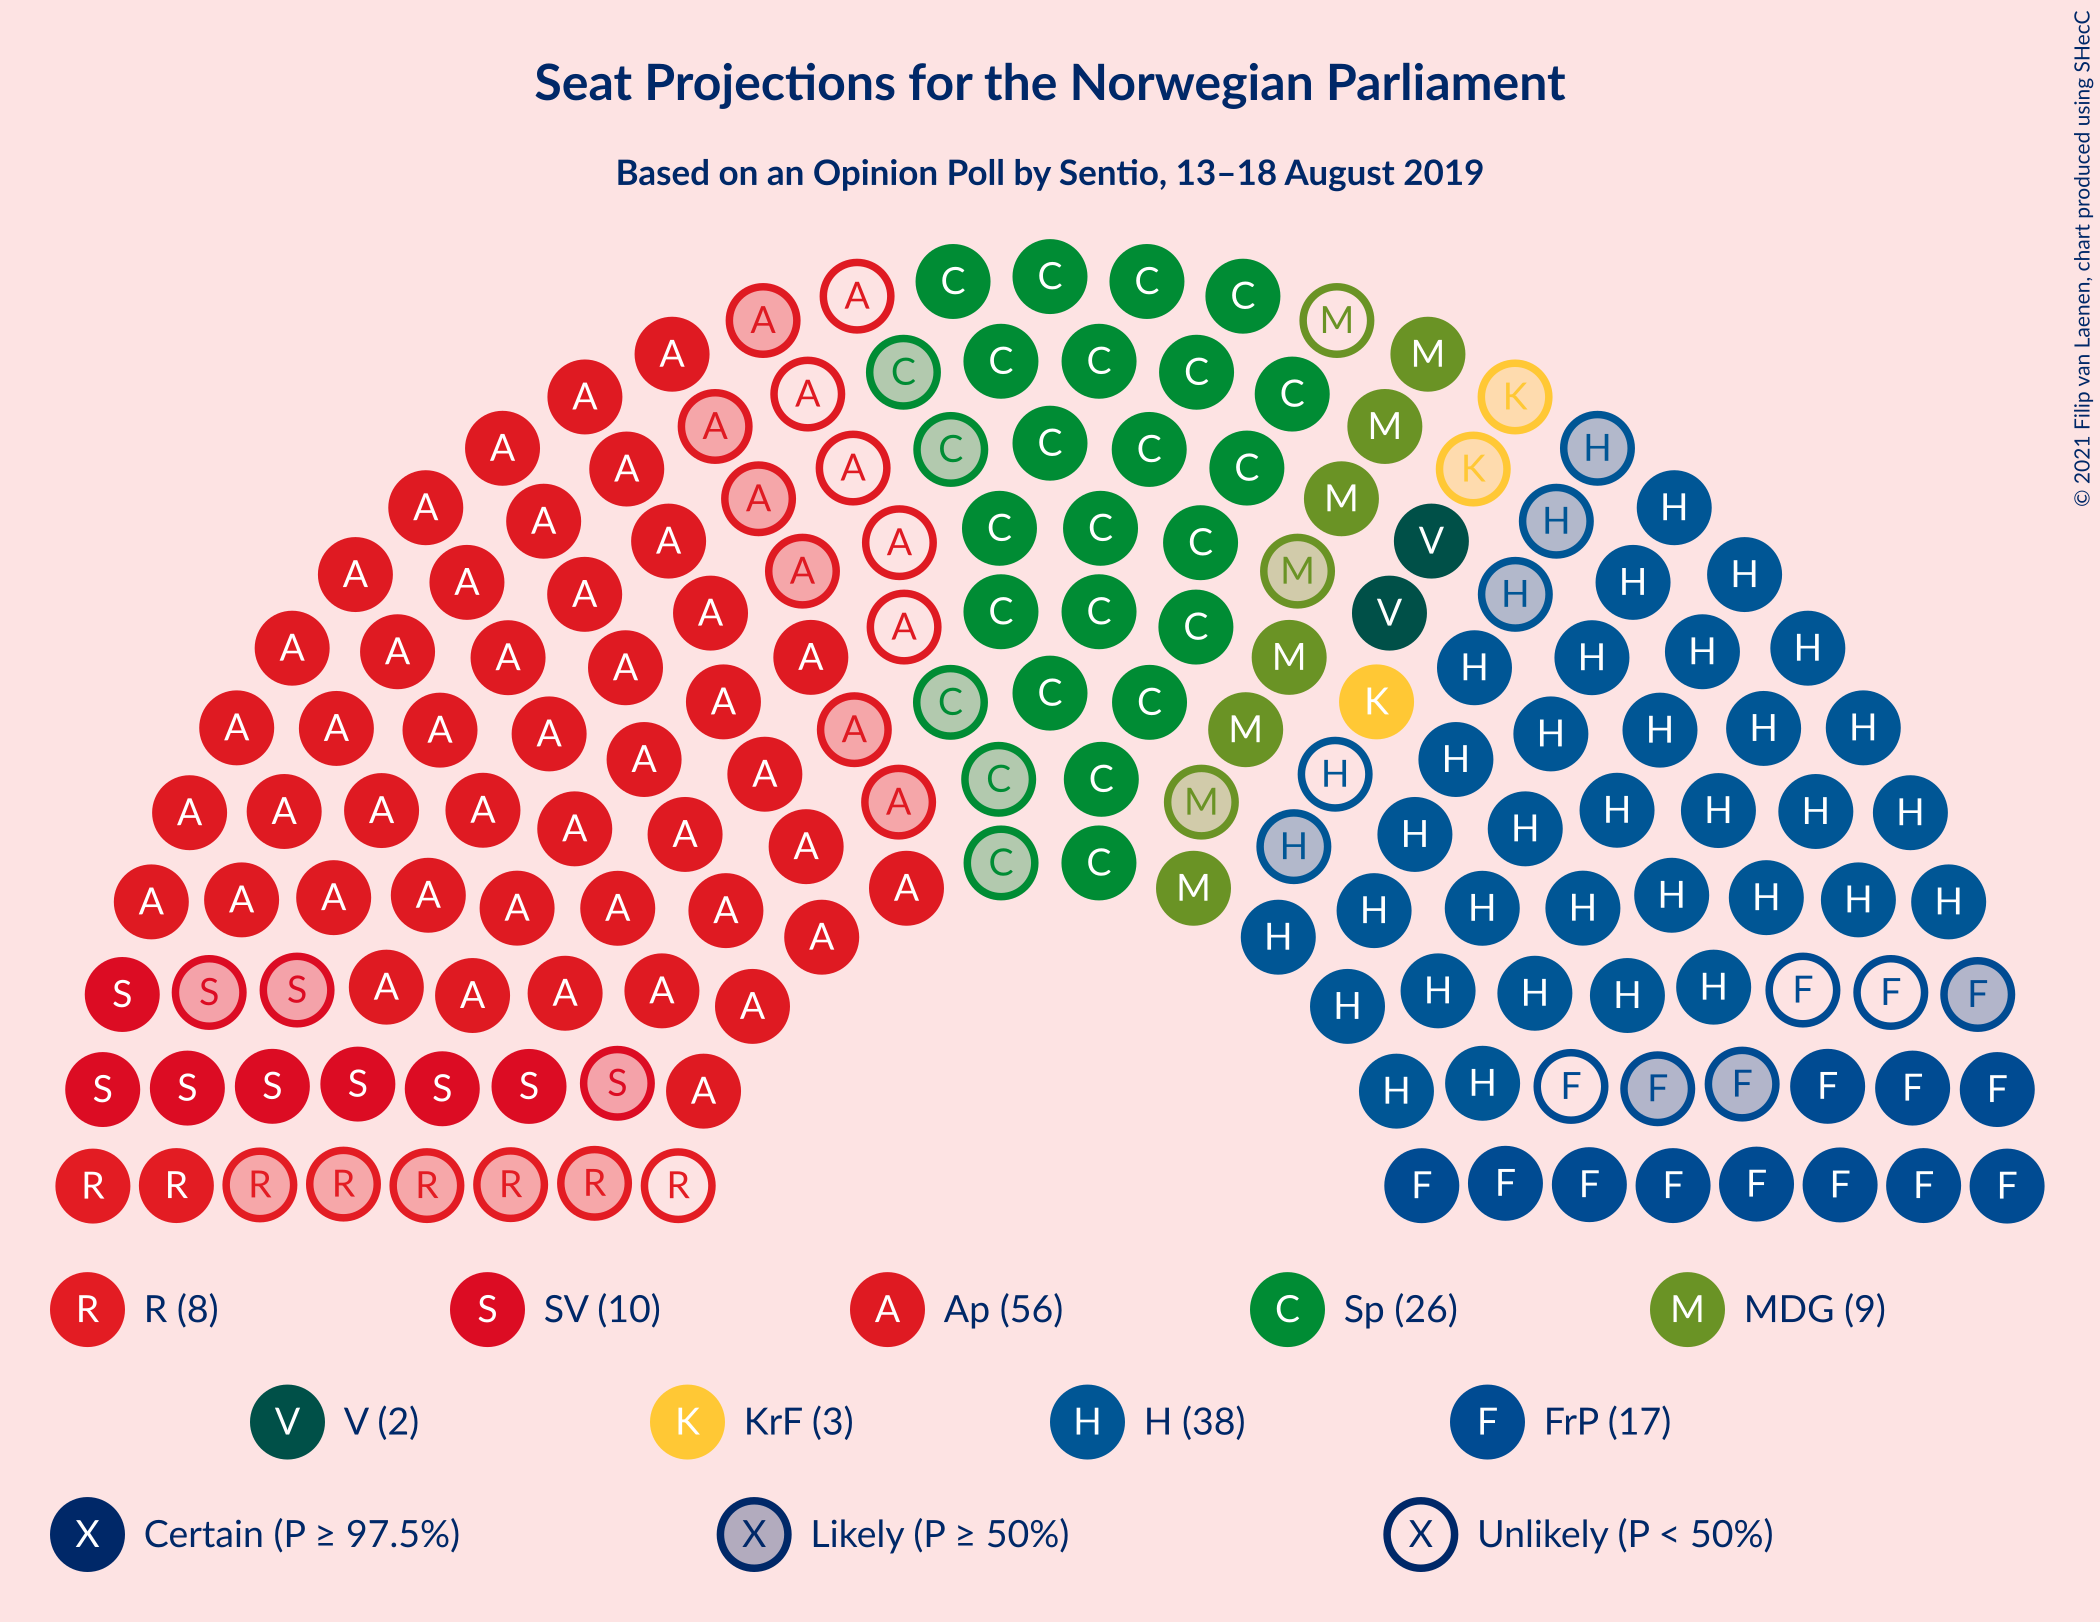 Seat Projections for the Norwegian Parliament
Based on an Opinion Poll by Sentio, 13–18 August 2019
© 2021 Filip van Laenen, chart produced using SHecC
A C C C C M
A A C C C C M K
A A C C C C M K H
A A A C C C C M H H
A A A A C C C M V H H
A A A A A C C C M V H H H
A A A A A A C C C M K H H H H
A A A A A A A C C M H H H H H H
A A A A A A A A C C M H H H H H H H H
A A A A A A A A A H H H H H H H H
S S S A A A A A H H H H H F F F
S S S S S S S A H H F F F F F F
R R R R R R R R F F F F F F F F
R R (8) S SV (10) A Ap (56) C Sp (26) M MDG (9)
V V (2) K KrF (3) H H (38) F FrP (17)
X Certain (P ≥ 97.5%) X Likely (P ≥ 50%) X Unlikely (P < 50%)